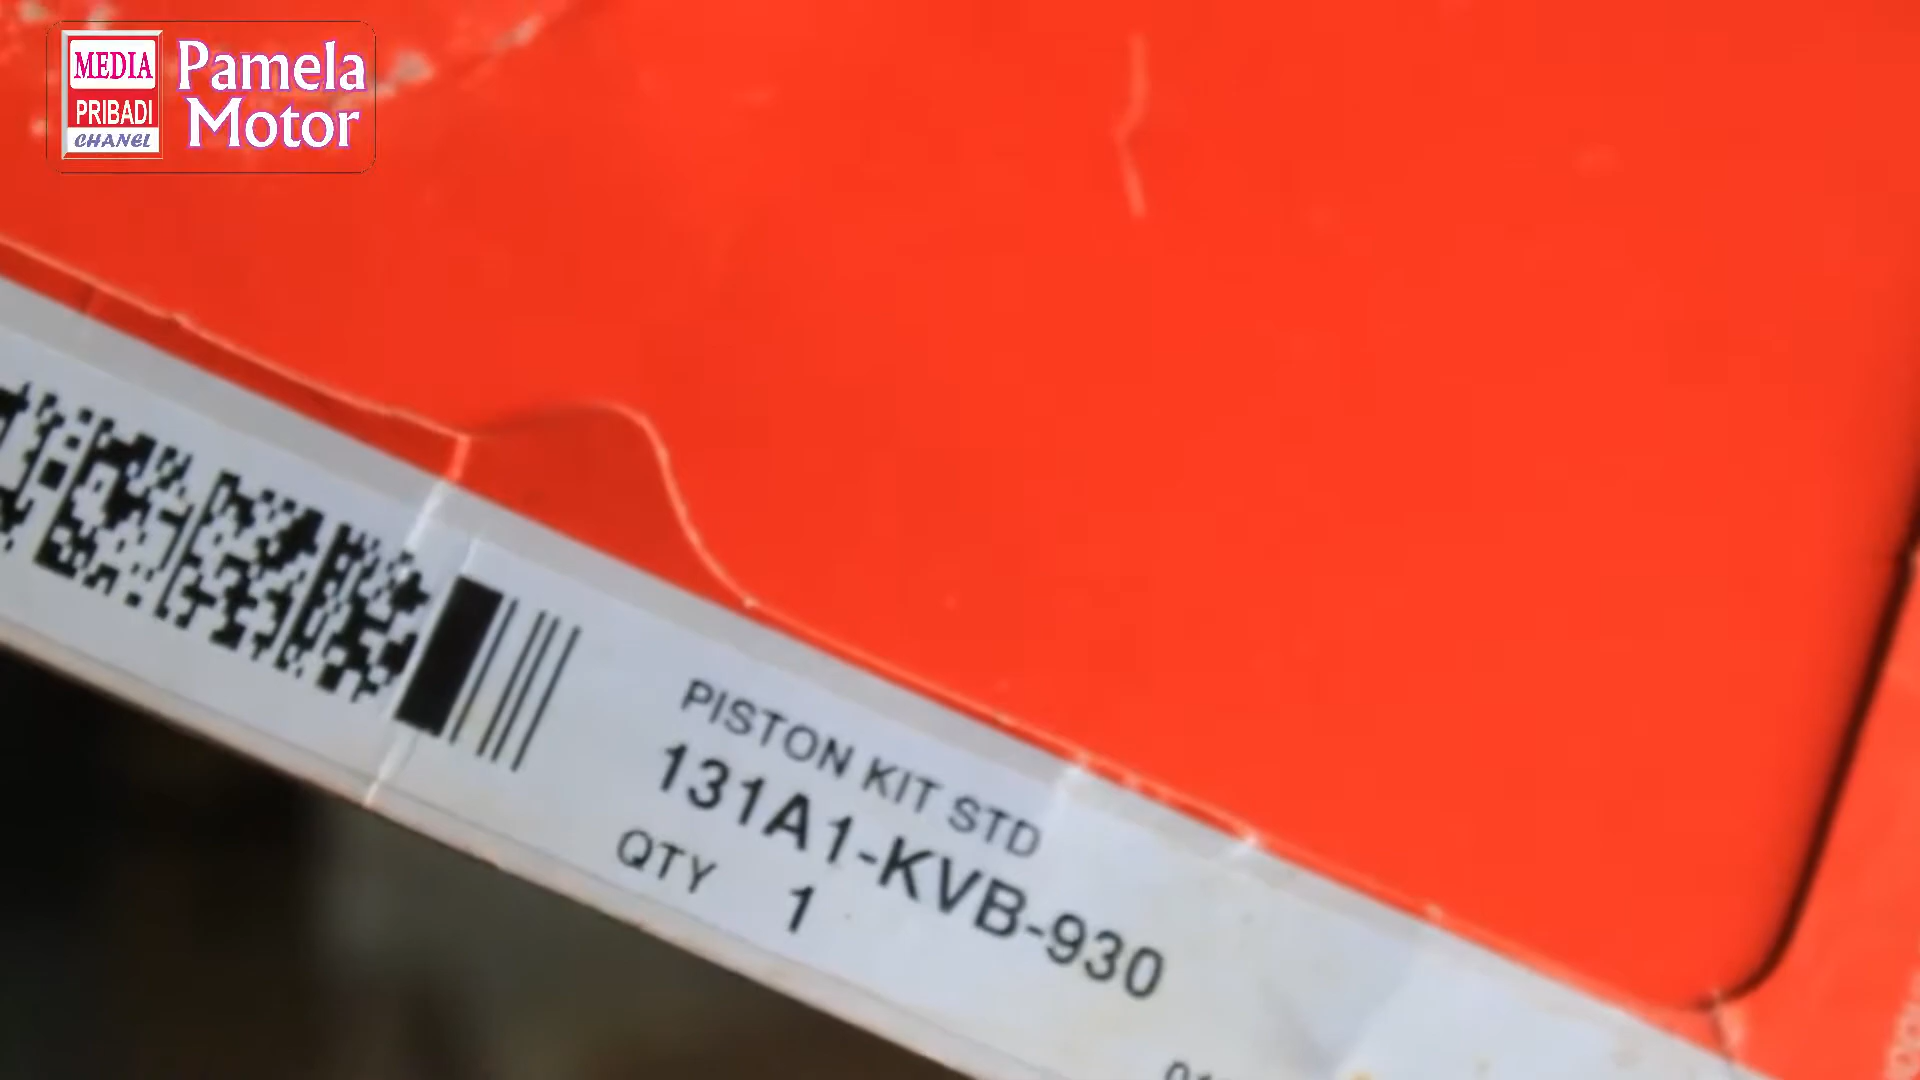 MEDIA
PRIBADI
CHANEL
Pamela
Motor
PISTON KIT STD
131A1-KVB-930
QTY 1